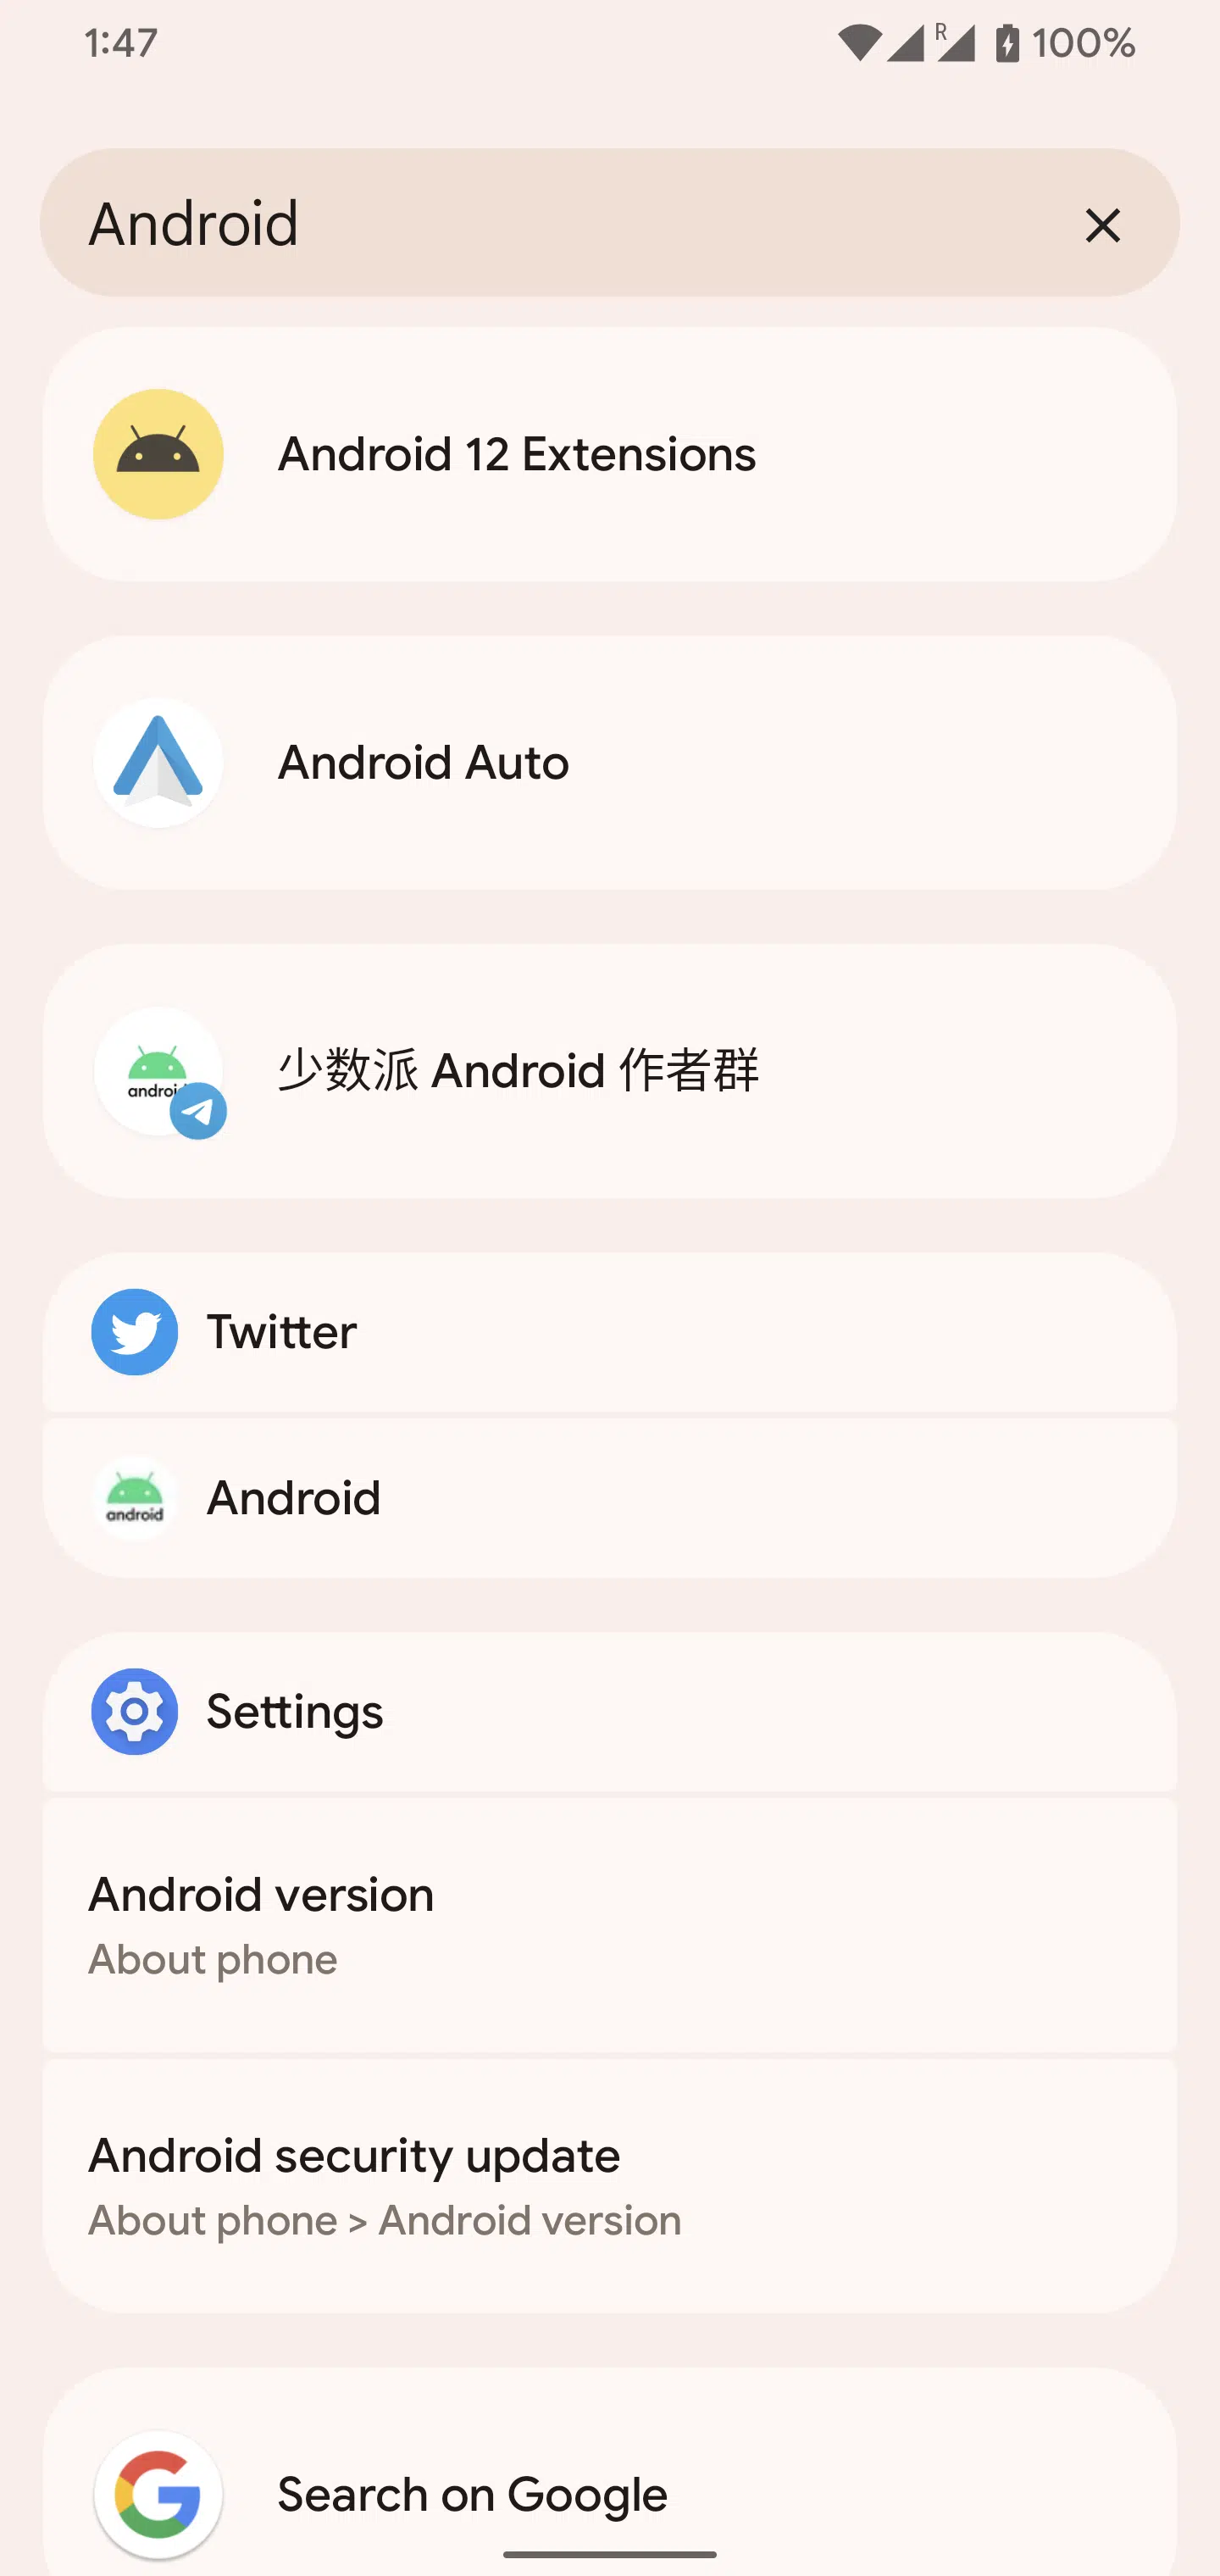 1:47
R
100%
Android
Android 12 Extensions
Android Auto
androi
少数派 Android 作者群
Twitter
android
Android
Settings
Android version
About phone
Android security update
About phone > Android version
Search on Google